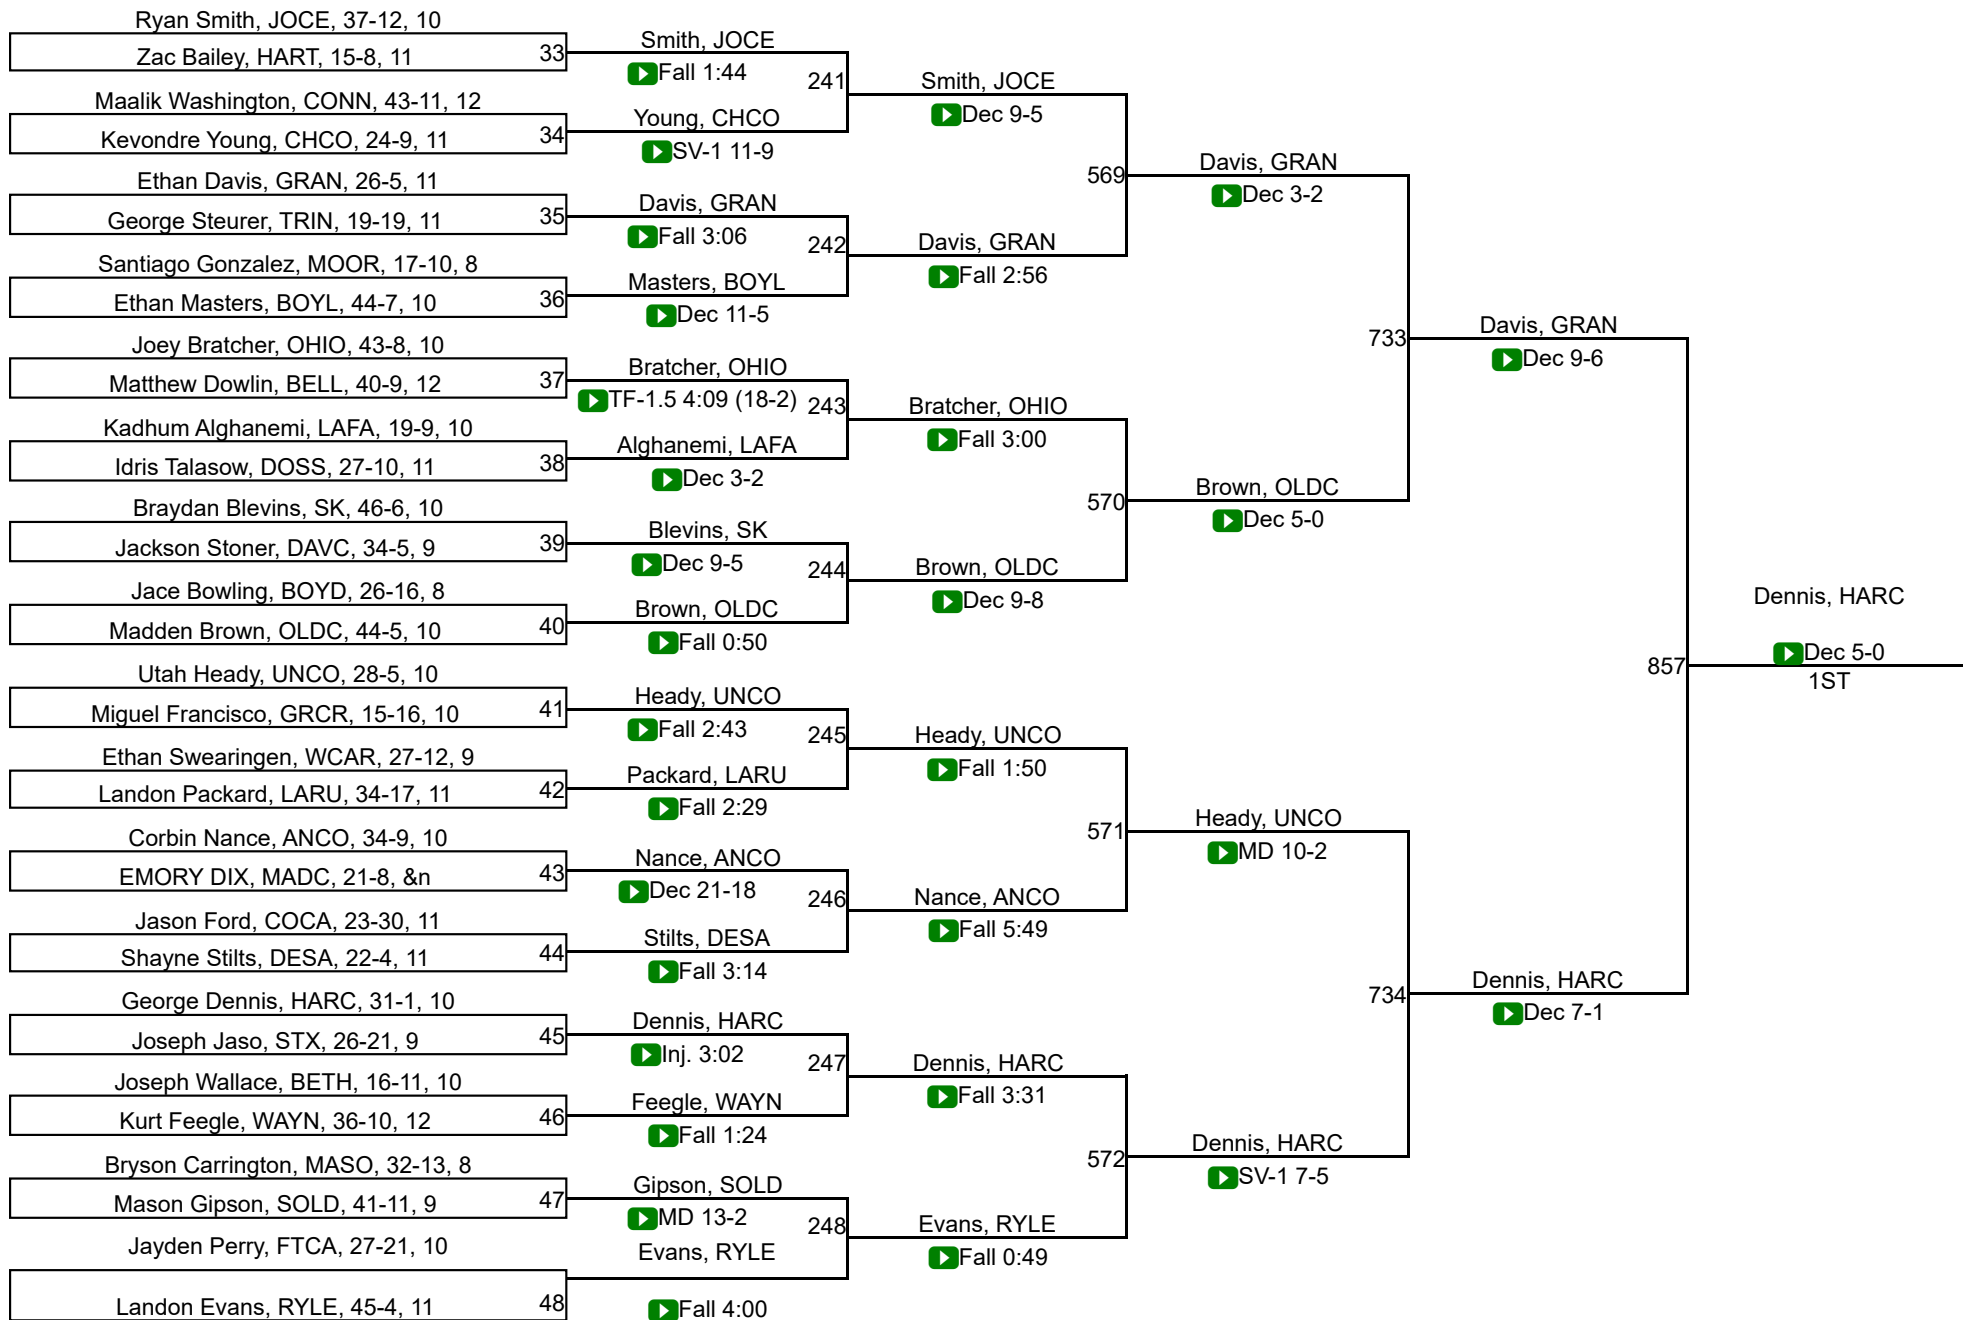 Ryan Smith, JOCE, 37-12, 10
Zac Bailey, HART, 15-8, 11
33
Maalik Washington, CONN, 43-11, 12
Kevondre Young, CHCO, 24-9, 11
34
Ethan Davis, GRAN, 26-5, 11
George Steurer, TRIN, 19-19, 11
35
Santiago Gonzalez, MOOR, 17-10, 8
Ethan Masters, BOYL, 44-7, 10
36
Joey Bratcher, OHIO, 43-8, 10
Matthew Dowlin, BELL, 40-9, 12
37
Kadhum Alghanemi, LAFA, 19-9, 10
Idris Talasow, DOSS, 27-10, 11
38
Braydan Blevins, SK, 46-6, 10
Jackson Stoner, DAVC, 34-5, 9
39
Jace Bowling, BOYD, 26-16, 8
Madden Brown, OLDC, 44-5, 10
40
Utah Heady, UNCO, 28-5, 10
Miguel Francisco, GRCR, 15-16, 10
41
Ethan Swearingen, WCAR, 27-12, 9
Landon Packard, LARU, 34-17, 11
42
Corbin Nance, ANCO, 34-9, 10
EMORY DIX, MADC, 21-8, &n
43
Jason Ford, COCA, 23-30, 11
Shayne Stilts, DESA, 22-4, 11
44
George Dennis, HARC, 31-1, 10
Joseph Jaso, STX, 26-21, 9
45
Joseph Wallace, BETH, 16-11, 10
Kurt Feegle, WAYN, 36-10, 12
46
Bryson Carrington, MASO, 32-13, 8
Mason Gipson, SOLD, 41-11, 9
47
Jayden Perry, FTCA, 27-21, 10
Landon Evans, RYLE, 45-4, 11
48
Smith, JOCE
Fall 1:44
241
Young, CHCO
SV-1 11-9
Davis, GRAN
Fall 3:06
242
Masters, BOYL
Dec 11-5
Bratcher, OHIO
TF-1.5 4:09 (18-2)
243
Alghanemi, LAFA
Dec 3-2
Blevins, SK
Dec 9-5
244
Brown, OLDC
Fall 0:50
Heady, UNCO
Fall 2:43
245
Packard, LARU
Fall 2:29
Nance, ANCO
Dec 21-18
246
Stilts, DESA
Fall 3:14
Dennis, HARC
Inj. 3:02
247
Feegle, WAYN
Fall 1:24
Gipson, SOLD
MD 13-2
248
Evans, RYLE
Fall 4:00
Smith, JOCE
Dec 9-5
569
Davis, GRAN
Fall 2:56
Bratcher, OHIO
Fall 3:00
570
Brown, OLDC
Dec 9-8
Heady, UNCO
Fall 1:50
571
Nance, ANCO
Fall 5:49
Dennis, HARC
Fall 3:31
572
Evans, RYLE
Fall 0:49
Davis, GRAN
Dec 3-2
733
Brown, OLDC
Dec 5-0
Heady, UNCO
MD 10-2
734
Dennis, HARC
SV-1 7-5
Davis, GRAN
Dec 9-6
857
Dennis, HARC
Dec 7-1
Dennis, HARC
Dec 5-0
1ST